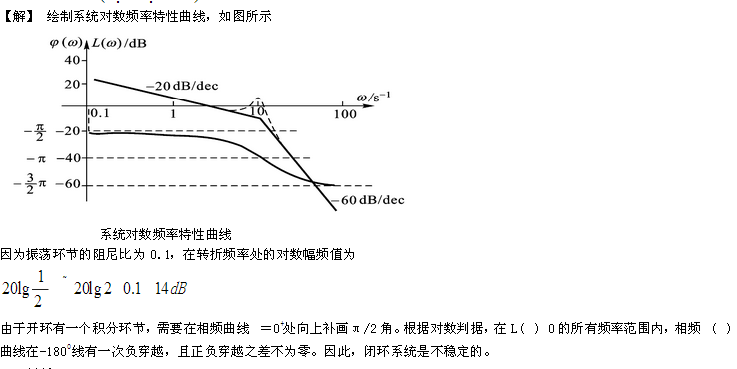 【解】 绘制系统对数频率特性曲线，如图所示
φ(ω) L(ω)/dB
40
20
−20dB/dec
ω/s⁻¹
0.1 1 10 100
−π/2 −20
−π −40
−3/2π −60
−60dB/dec
系统对数频率特性曲线
因为振荡环节的阻尼比为 0.1，在转折频率处的对数幅频值为
20lg 1/2 ~ 20lg 2 0.1 14dB
由于开环有一个积分环节，需要在相频曲线 =0⁺处向上补画π/2角。根据对数判据，在L( ) 0的所有频率范围内，相频 ( )
曲线在-180°线有一次负穿越，且正负穿越之差不为零。因此，闭环系统是不稳定的。